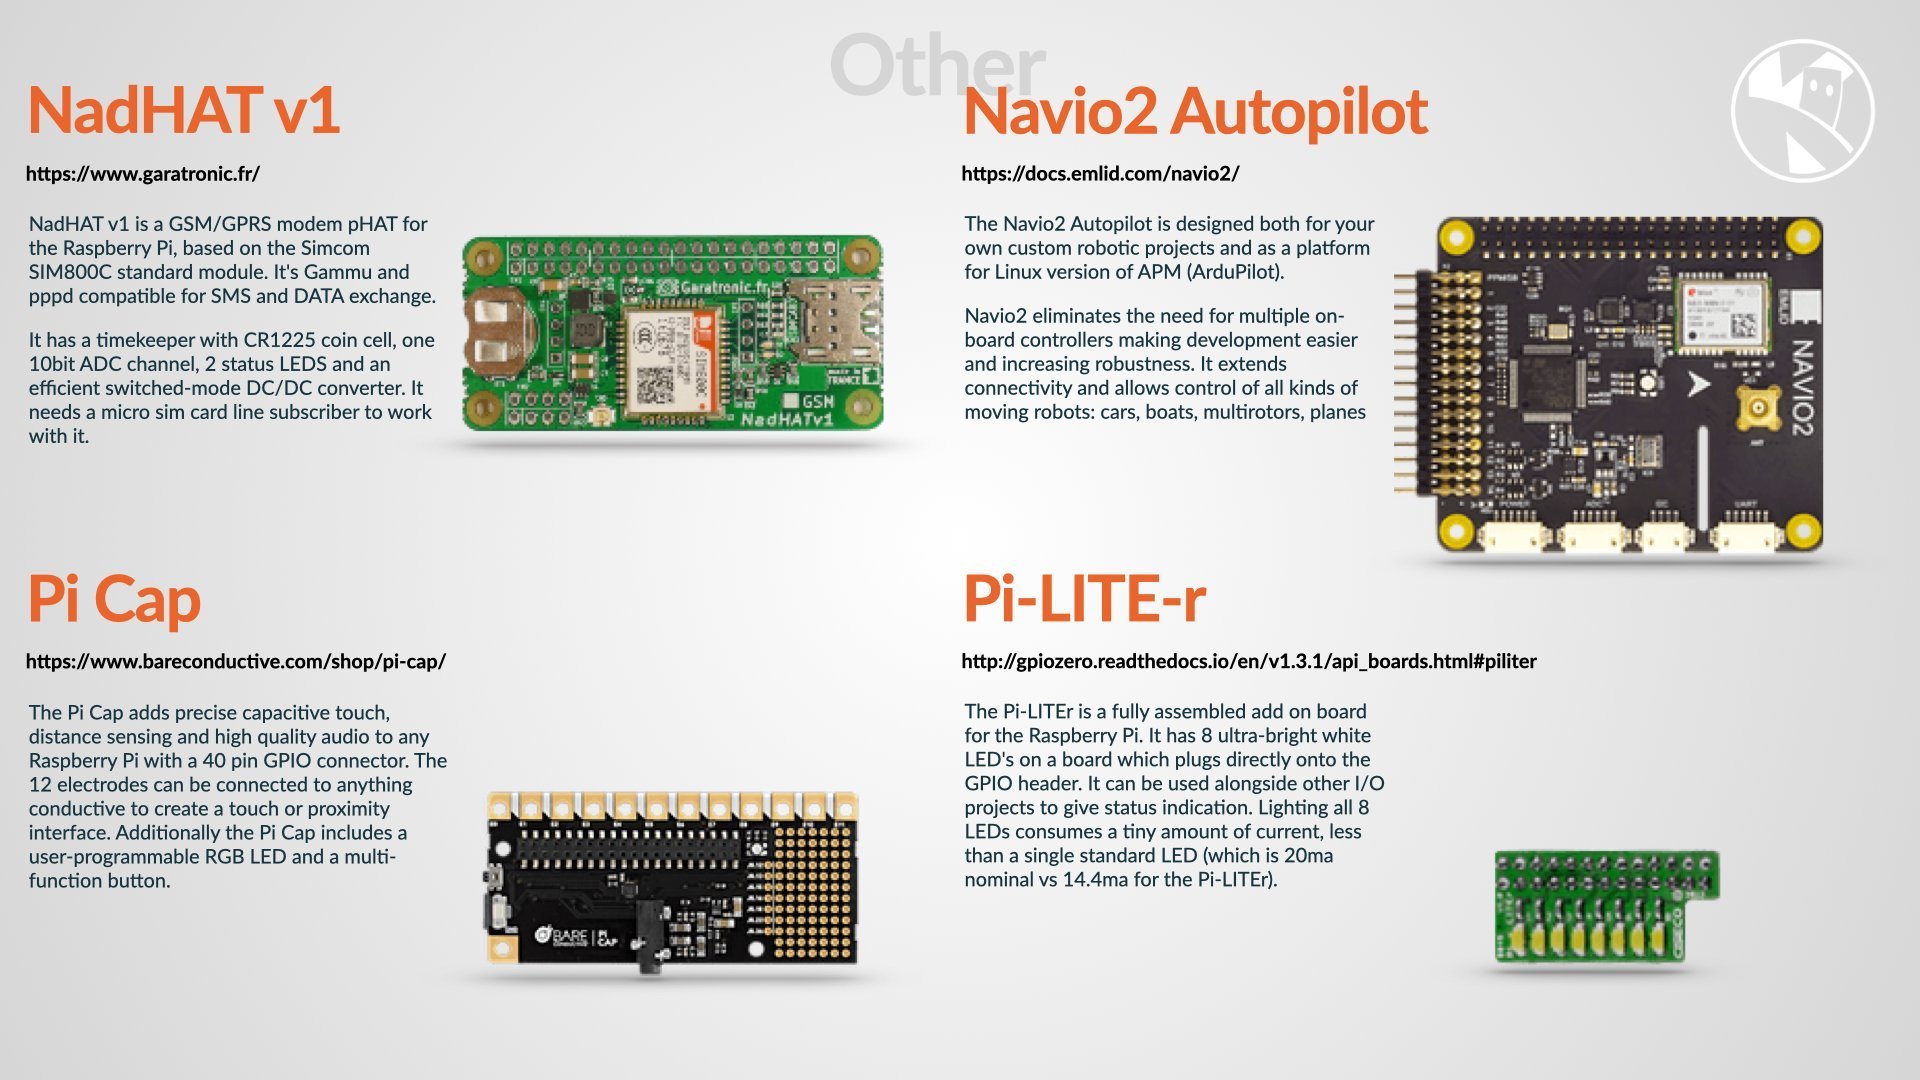 Other
NadHAT v1
https://www.garatronic.fr/
NadHAT v1 is a GSM/GPRS modem pHAT for
the Raspberry Pi, based on the Simcom
SIM800C standard module. It's Gammu and
pppd compatible for SMS and DATA exchange.
It has a timekeeper with CR1225 coin cell, one
10bit ADC channel, 2 status LEDS and an
efficient switched-mode DC/DC converter. It
needs a micro sim card line subscriber to work
with it.
Garatronic.fr
SIM800C
made in
FRANCE
GSM
NadHATv1
Navio2 Autopilot
https://docs.emlid.com/navio2/
The Navio2 Autopilot is designed both for your
own custom robotic projects and as a platform
for Linux version of APM (ArduPilot).
Navio2 eliminates the need for multiple on-
board controllers making development easier
and increasing robustness. It extends
connectivity and allows control of all kinds of
moving robots: cars, boats, multirotors, planes
EMLID
NAVIO2
POWER
ADC
UART
Pi Cap
https://www.bareconductive.com/shop/pi-cap/
The Pi Cap adds precise capacitive touch,
distance sensing and high quality audio to any
Raspberry Pi with a 40 pin GPIO connector. The
12 electrodes can be connected to anything
conductive to create a touch or proximity
interface. Additionally the Pi Cap includes a
user-programmable RGB LED and a multi-
function button.
BARE
PI
CAP
Pi-LITE-r
http://gpiozero.readthedocs.io/en/v1.3.1/api_boards.html#piliter
The Pi-LITEr is a fully assembled add on board
for the Raspberry Pi. It has 8 ultra-bright white
LED's on a board which plugs directly onto the
GPIO header. It can be used alongside other I/O
projects to give status indication. Lighting all 8
LEDs consumes a tiny amount of current, less
than a single standard LED (which is 20ma
nominal vs 14.4ma for the Pi-LITEr).